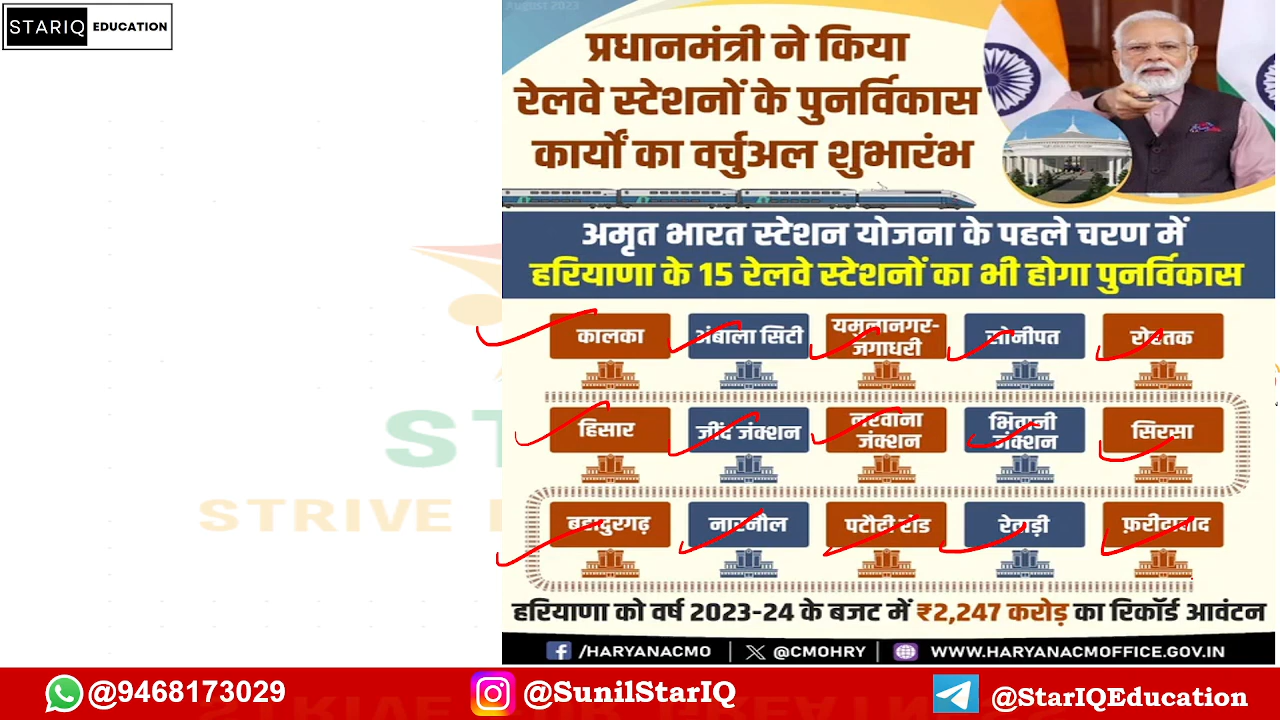 STARIQ EDUCATION
August 2023
प्रधानमंत्री ने किया
रेलवे स्टेशनों के पुनर्विकास
कार्यों का वर्चुअल शुभारंभ
अमृत भारत स्टेशन योजना के पहले चरण में
हरियाणा के 15 रेलवे स्टेशनों का भी होगा पुनर्विकास
कालका
अंबाला सिटी
यमुनानगर-
जगाधरी
सोनीपत
रोहतक
हिसार
जींद जंक्शन
नरवाना
जंक्शन
भिवानी
जंक्शन
सिरसा
बहादुरगढ़
नारनौल
पटौदी रोड
रेवाड़ी
फ़रीदाबाद
हरियाणा को वर्ष 2023-24 के बजट में ₹2,247 करोड़ का रिकॉर्ड आवंटन
/HARYANACMO | @CMOHRY | WWW.HARYANACMOFFICE.GOV.IN
ST
STRIVE F
@9468173029
@SunilStarIQ
@StarIQEducation